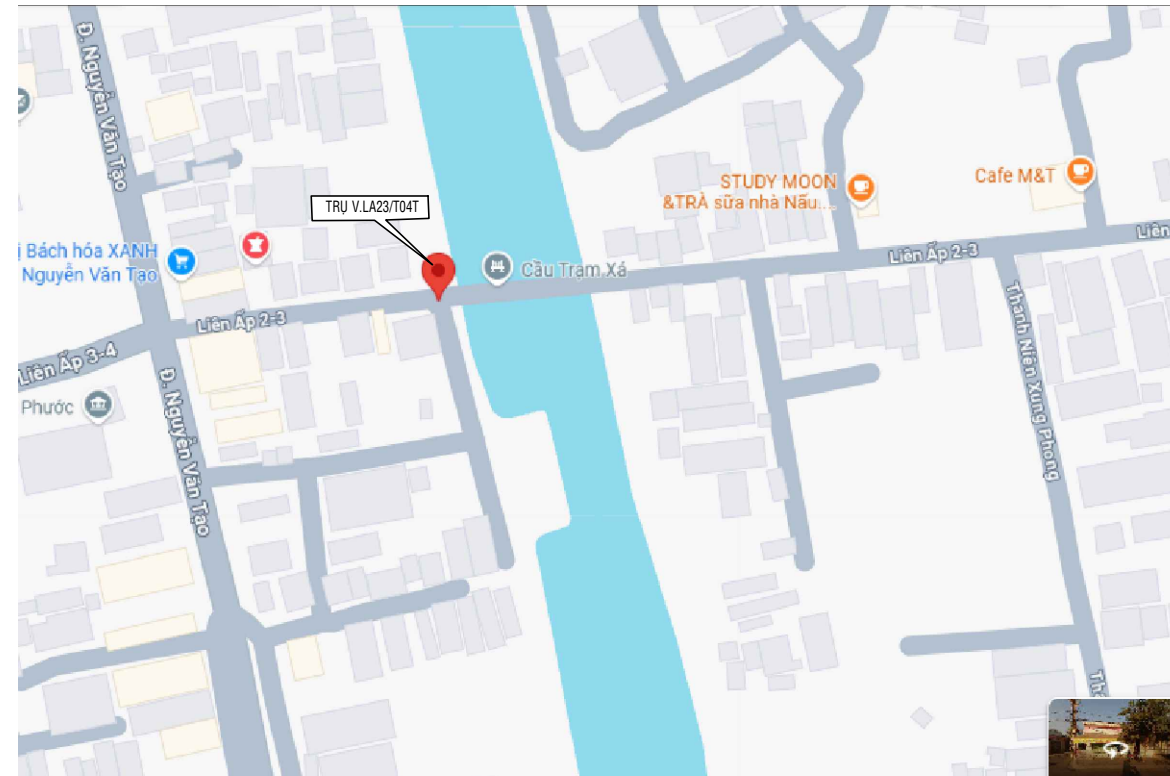 Đ. Nguyễn Văn Tạo
TRỤ V.LA23/T04T
STUDY MOON
&TRÀ sữa nhà Nấu....
Cafe M&T
ị Bách hóa XANH
Nguyễn Văn Tạo
Cầu Trạm Xá
Liên Ấp 2-3
Liên
Liên Ấp 2-3
Liên Ấp 3-4
Phước
Đ. Nguyễn Văn Tạo
Thanh Niên Xung Phong
Th